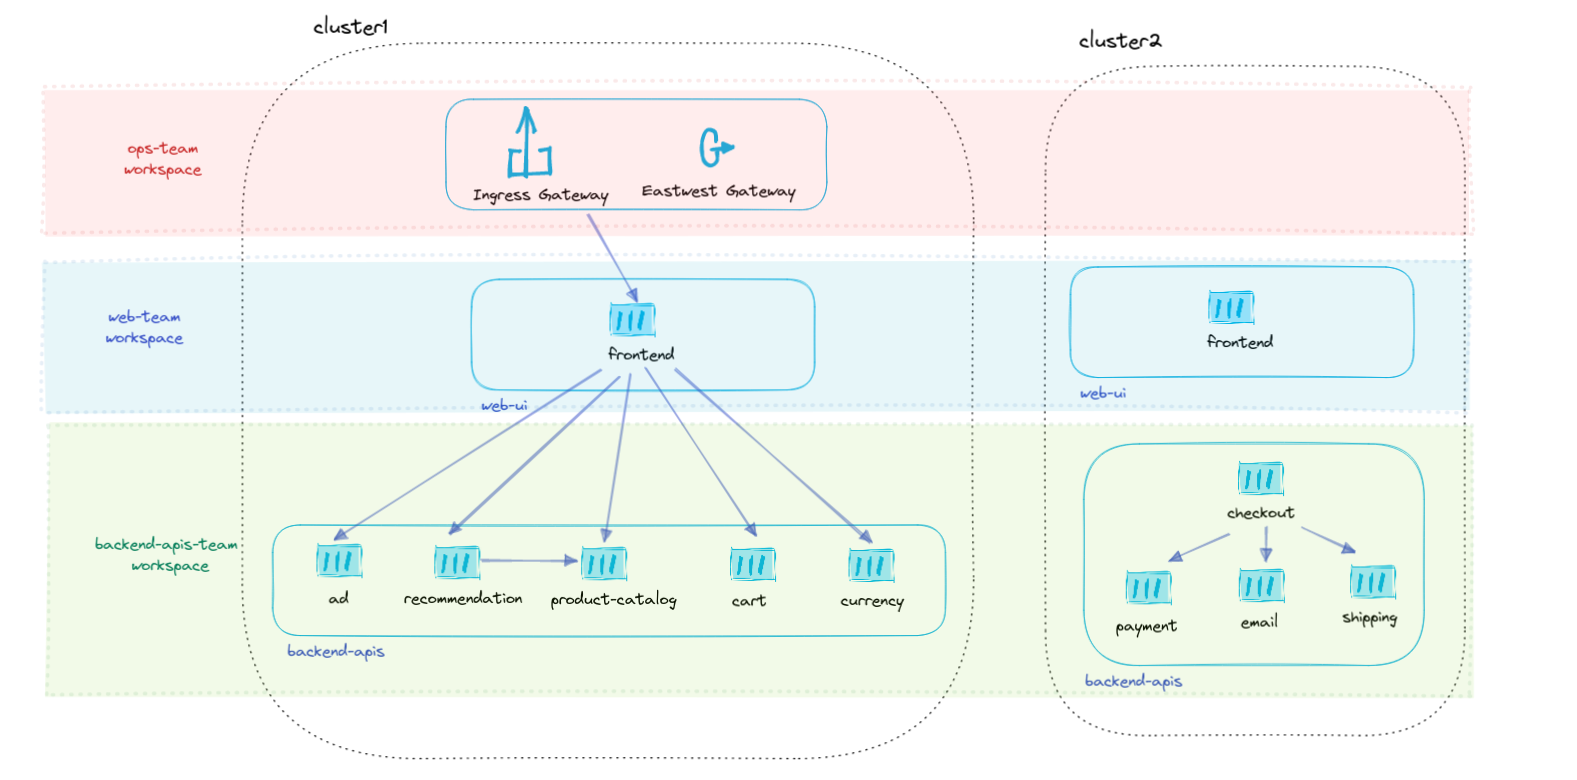 cluster1
cluster2
ops-team
workspace
Ingress Gateway
Eastwest Gateway
web-team
workspace
frontend
web-ui
frontend
web-ui
backend-apis-team
workspace
ad
recommendation
product-catalog
cart
currency
backend-apis
checkout
payment
email
shipping
backend-apis